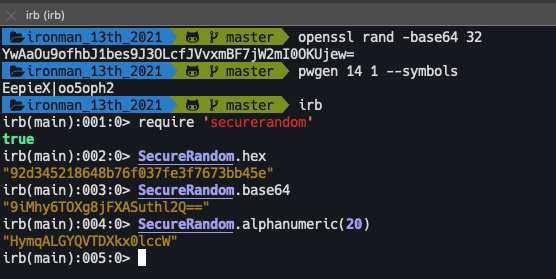 irb (irb)
ironman_13th_2021 master openssl rand -base64 32
YwAaOu9ofhbJ1bes9J3OLcfJVvxmBF7jW2mI0OKUjew=
ironman_13th_2021 master pwgen 14 1 --symbols
EepieX|oo5oph2
ironman_13th_2021 master irb
irb(main):001:0> require 'securerandom'
true
irb(main):002:0> SecureRandom.hex
"92d345218648b76f037fe3f7673bb45e"
irb(main):003:0> SecureRandom.base64
"9iMhy6TOXg8jFXASuthl2Q=="
irb(main):004:0> SecureRandom.alphanumeric(20)
"HymqALGYQVTDXkx0lccW"
irb(main):005:0>